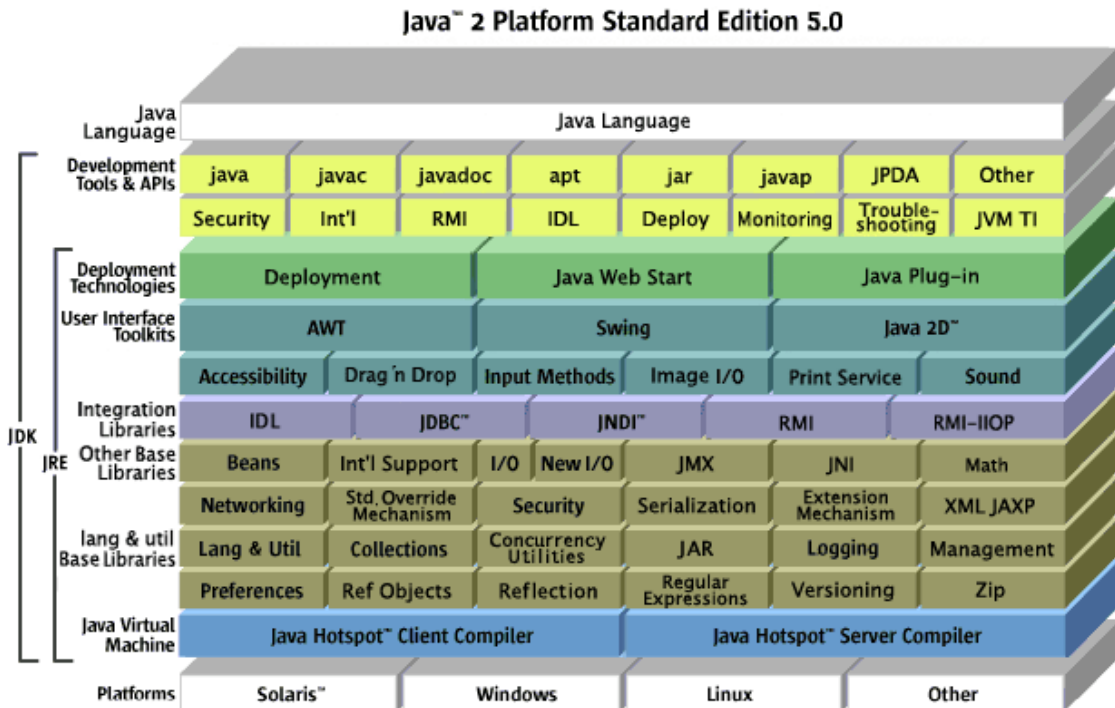 Java™ 2 Platform Standard Edition 5.0
Java
Language
Java Language
JDK
Development
Tools & APIs
java javac javadoc apt jar javap JPDA Other
Security Int'l RMI IDL Deploy Monitoring Trouble-
shooting JVM TI
JRE
Deployment
Technologies
Deployment Java Web Start Java Plug-in
User Interface
Toolkits
AWT Swing Java 2D™
Accessibility Drag 'n Drop Input Methods Image I/O Print Service Sound
Integration
Libraries
IDL JDBC™ JNDI™ RMI RMI-IIOP
Other Base
Libraries
Beans Int'l Support I/O New I/O JMX JNI Math
Networking Std. Override
Mechanism Security Serialization Extension
Mechanism XML JAXP
lang & util
Base Libraries
Lang & Util Collections Concurrency
Utilities JAR Logging Management
Preferences Ref Objects Reflection Regular
Expressions Versioning Zip
Java Virtual
Machine
Java Hotspot™ Client Compiler Java Hotspot™ Server Compiler
Platforms
Solaris™ Windows Linux Other